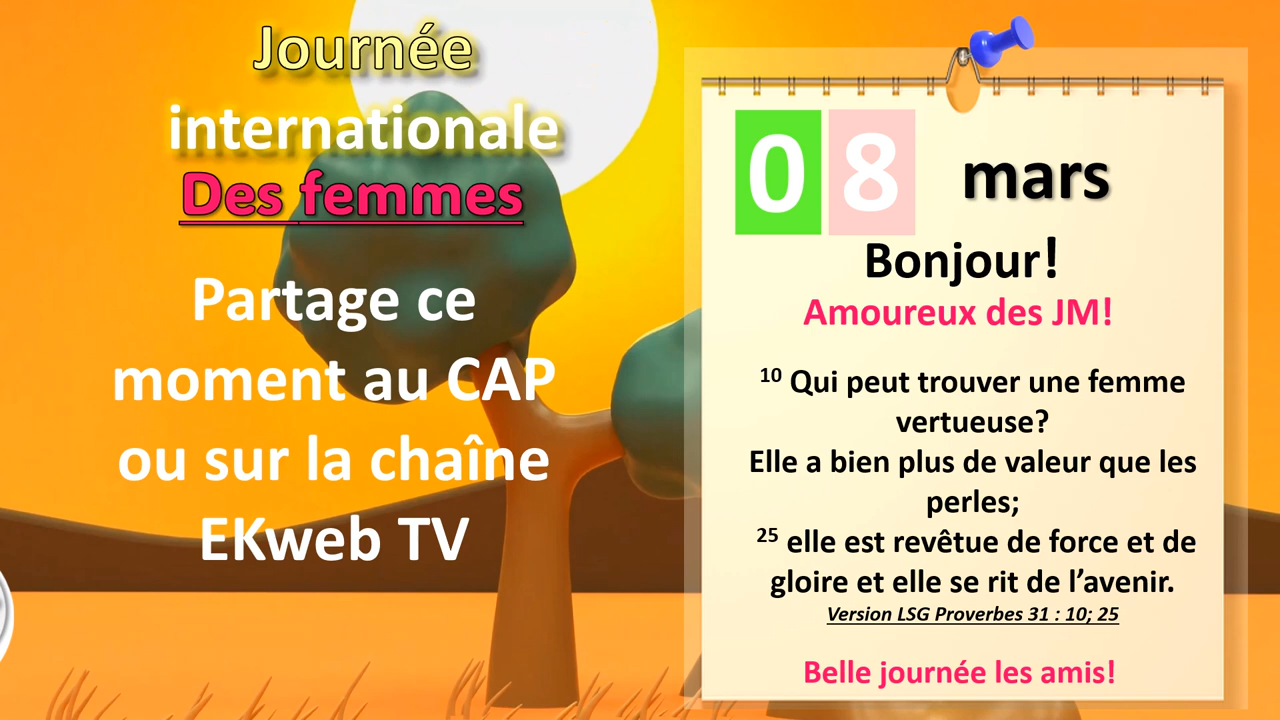 Journée
internationale
Des femmes
Partage ce
moment au CAP
ou sur la chaîne
EKweb TV
08 mars
Bonjour!
Amoureux des JM!
10 Qui peut trouver une femme
vertueuse?
Elle a bien plus de valeur que les
perles;
25 elle est revêtue de force et de
gloire et elle se rit de l’avenir.
Version LSG Proverbes 31 : 10; 25
Belle journée les amis!